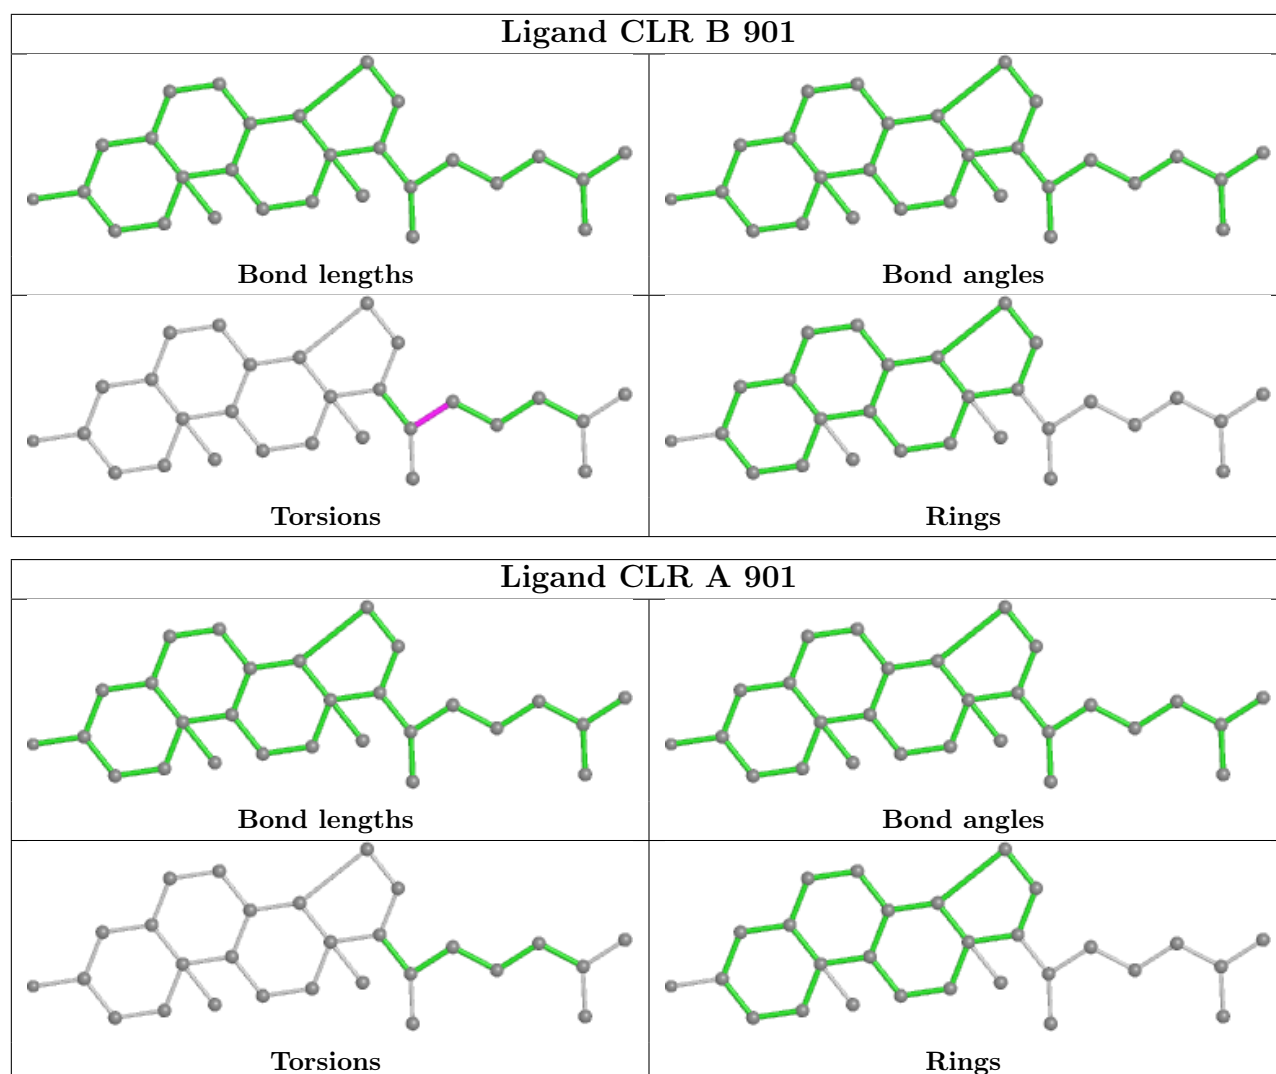 Ligand CLR B 901
Bond lengths
Bond angles
Torsions
Rings
Ligand CLR A 901
Bond lengths
Bond angles
Torsions
Rings